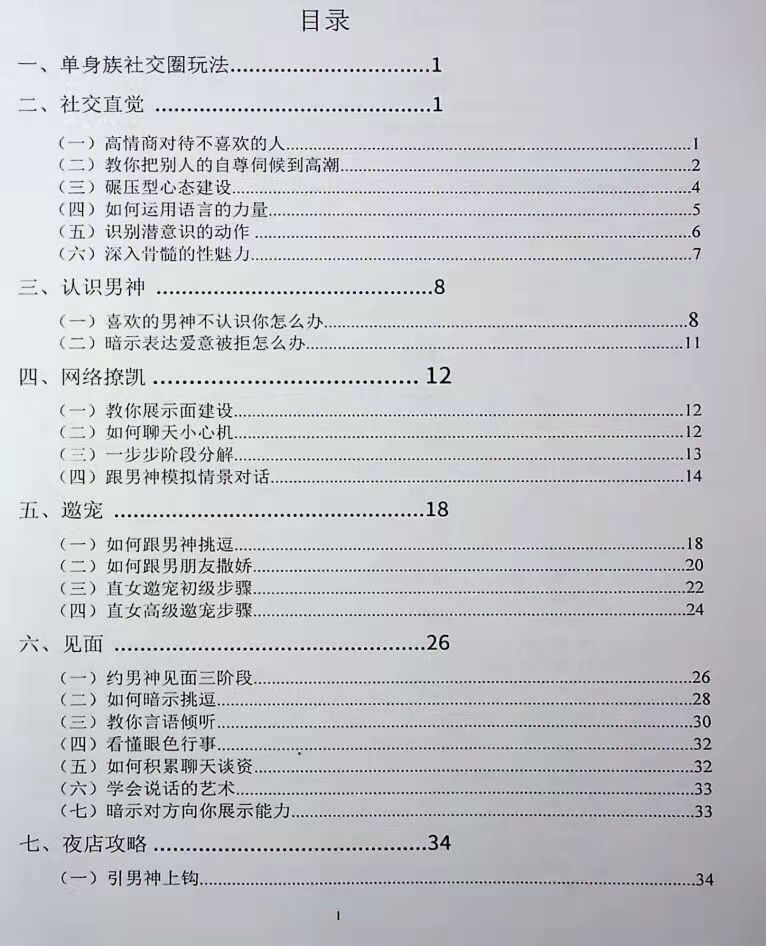 目录
一、单身族社交圈玩法..............................1
二、社交直觉 .........................................1
（一）高情商对待不喜欢的人..............................1
（二）教你把别人的自尊伺候到高潮..............................2
（三）碾压型心态建设..............................4
（四）如何运用语言的力量..............................5
（五）识别潜意识的动作 ..............................6
（六）深入骨髓的性魅力..............................7
三、认识男神 .........................................8
（一）喜欢的男神不认识你怎么办..............................8
（二）暗示表达爱意被拒怎么办..............................11
四、网络撩凯 ....................................... 12
（一）教你展示面建设..............................12
（二）如何聊天小心机..............................12
（三）一步步阶段分解..............................13
（四）跟男神模拟情景对话..............................14
五、邀宠 ..............................................18
（一）如何跟男神挑逗..............................18
（二）如何跟男朋友撒娇..............................20
（三）直女邀宠初级步骤..............................22
（四）直女高级邀宠步骤..............................24
六、见面 ..............................................26
（一）约男神见面三阶段..............................26
（二）如何暗示挑逗..............................28
（三）教你言语倾听..............................30
（四）看懂眼色行事..............................32
（五）如何积累聊天谈资..............................32
（六）学会说话的艺术..............................33
（七）暗示对方向你展示能力..............................33
七、夜店攻略 .........................................34
（一）引男神上钩..............................34
1